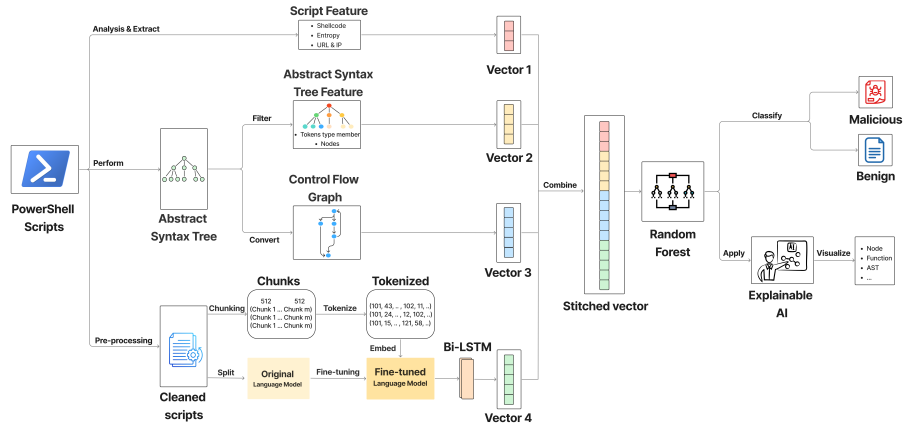 Script Feature
Analysis & Extract
• Shellcode
• Entropy
• URL & IP
Vector 1
Abstract Syntax
Tree Feature
Filter
• Tokens type member
• Nodes
Vector 2
Perform
PowerShell
Scripts
Abstract
Syntax Tree
Control Flow
Graph
Convert
Vector 3
Combine
Stitched vector
Random
Forest
Classify
Malicious
Benign
Apply
AI
Explainable
AI
Visualize
• Node
• Function
• AST
• ...
Chunks
Tokenized
Chunking
512 512
(Chunk 1 ... Chunk m)
(Chunk 1 ... Chunk m)
(Chunk 1 ... Chunk m)
Tokenize
(101, 43, .. , 102, 11, ..)
(101, 24, .. , 12, 102, ..)
(101, 15, .. , 121, 58, ..)
Pre-processing
Cleaned
scripts
Embed
Bi-LSTM
Split
Original
Language Model
Fine-tuning
Fine-tuned
Language Model
Vector 4